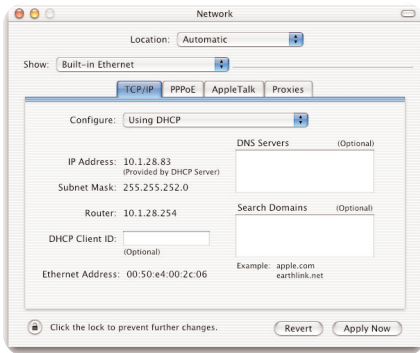 Network
Location: Automatic
Show: Built-in Ethernet
TCP/IP PPPoE AppleTalk Proxies
Configure: Using DHCP
DNS Servers (Optional)
IP Address: 10.1.28.83
(Provided by DHCP Server)
Subnet Mask: 255.255.252.0
Router: 10.1.28.254
Search Domains (Optional)
DHCP Client ID:
(Optional)
Example: apple.com
earthlink.net
Ethernet Address: 00:50:e4:00:2c:06
Click the lock to prevent further changes.
Revert Apply Now